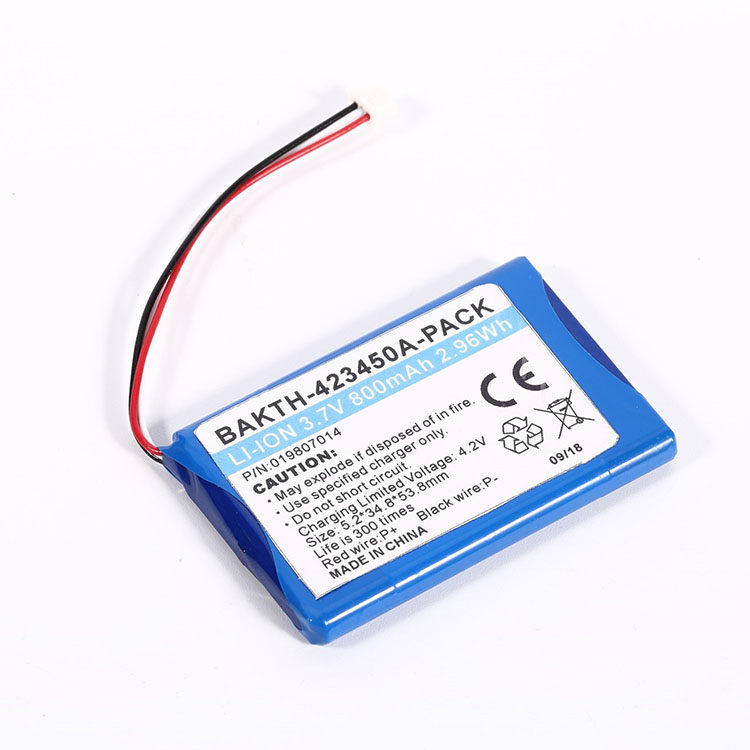 BAKTH-423450A-PACK
LI-ION 3.7V 800mAh 2.96Wh
P/N:019807014
CAUTION:
• May explode if disposed of in fire.
• Use specified charger only.
• Do not short circuit.
Charging Limited Voltage: 4.2V
Size: 5.2*34.8*53.8mm
Life is 300 times
Red wire:P+ Black wire:P-
MADE IN CHINA
CE
09/18